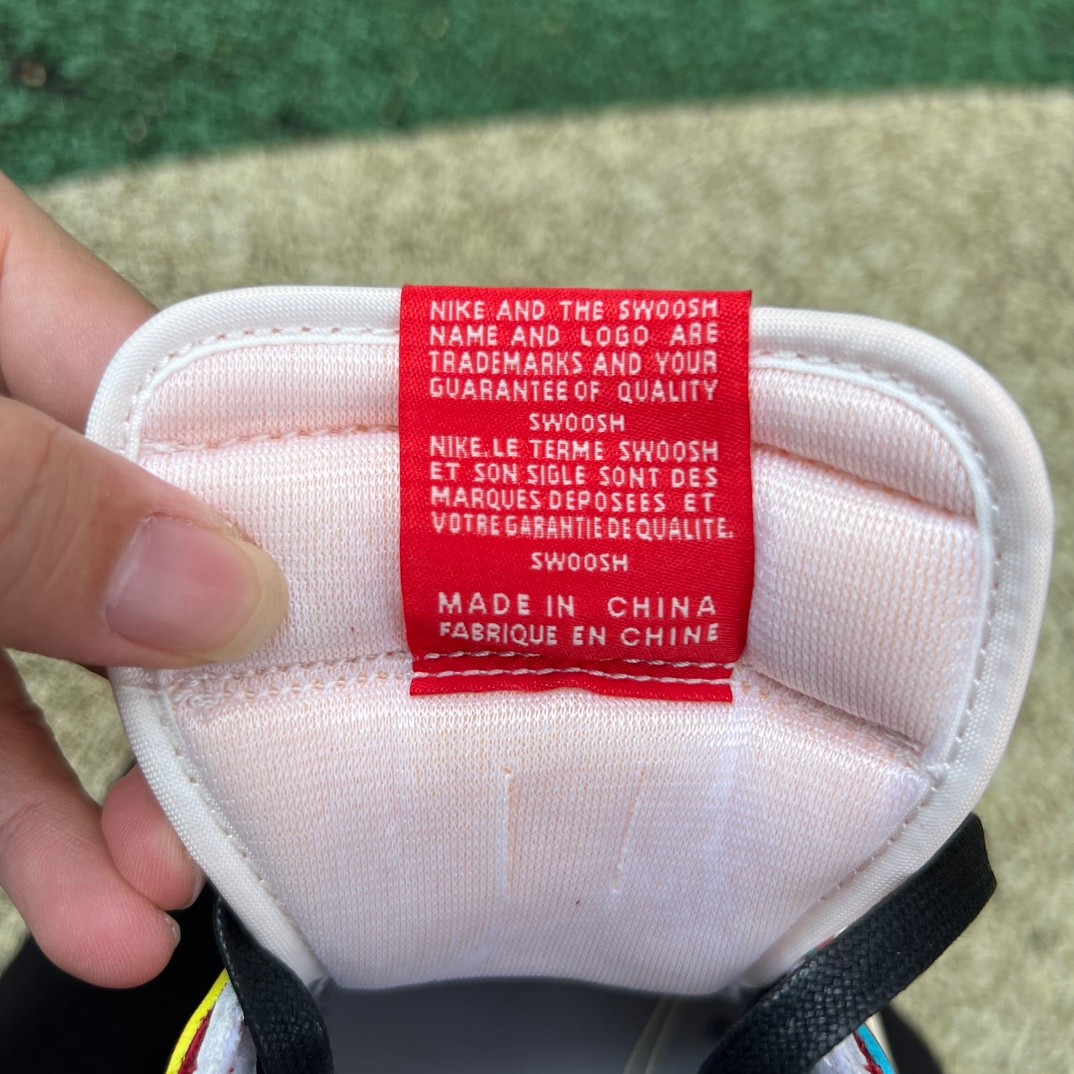 NIKE AND THE SWOOSH
NAME AND LOGO ARE
TRADEMARKS AND YOUR
GUARANTEE OF QUALITY
SWOOSH
NIKE.LE TERME SWOOSH
ET SON SIGLE SONT DES
MARQUES DEPOSEES ET
VOTRE GARANTIE DE QUALITE.
SWOOSH
MADE IN CHINA
FABRIQUE EN CHINE